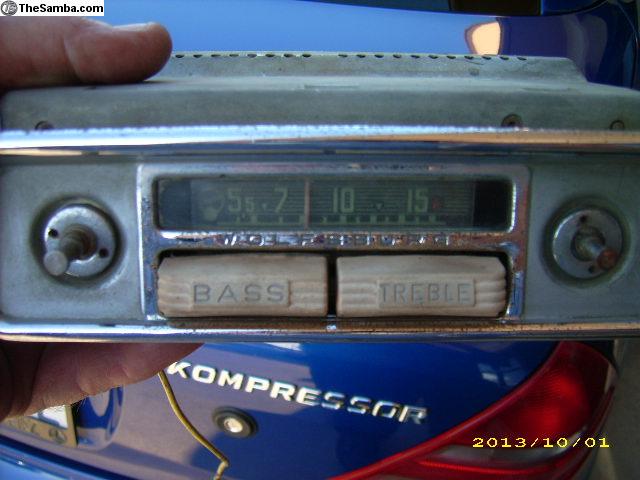 TheSamba.com
55 7 10 15
BASS TREBLE
KOMPRESSOR
2013/10/01